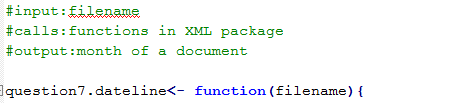 #input:filename
#calls:functions in XML package
#output:month of a document
question7.dateline<- function(filename){